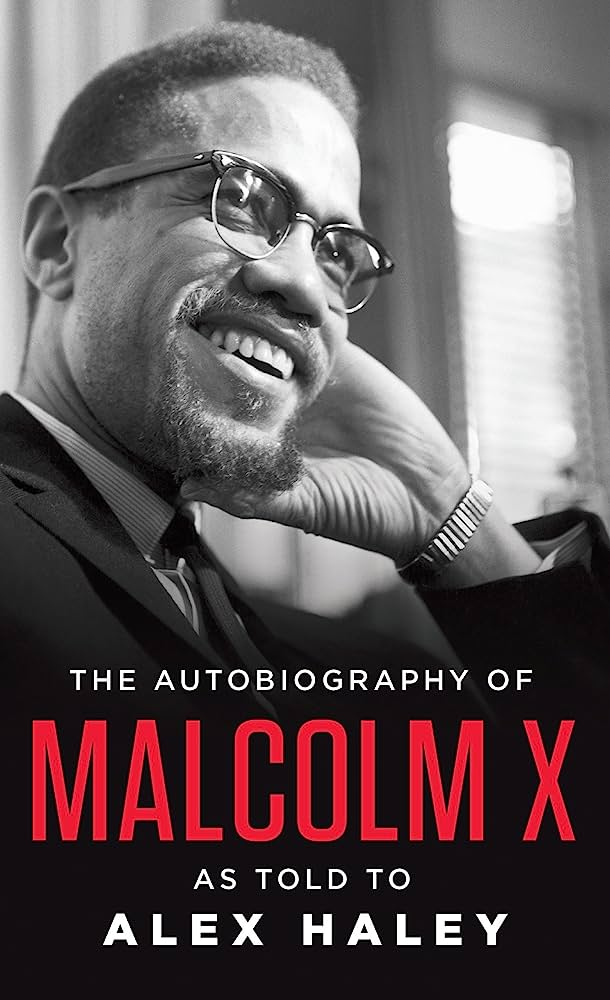 THE AUTOBIOGRAPHY OF
MALCOLM X
AS TOLD TO
ALEX HALEY